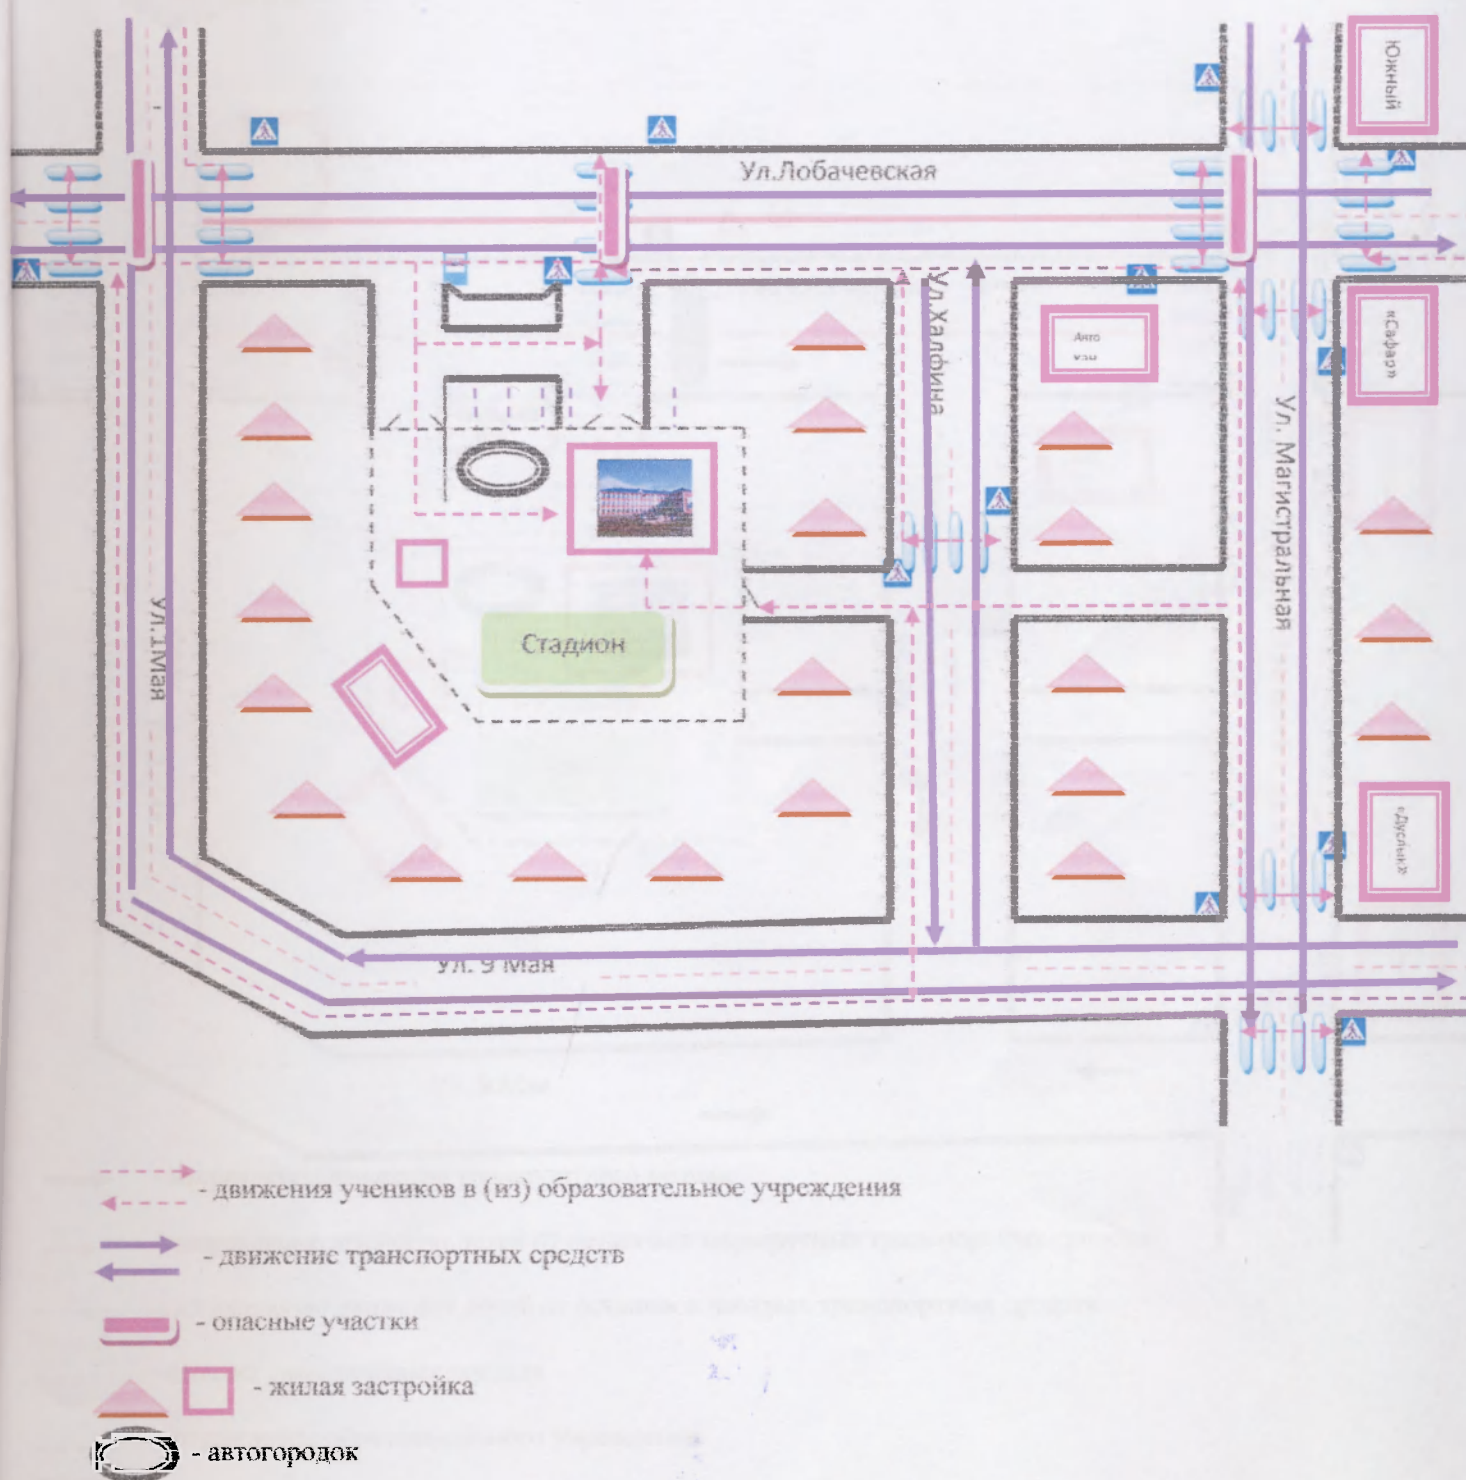 Южный
Ул.Лобачевская
Ул.Халфина
Авто
«Сафар»
Ул. Магистральная
Стадион
Ул.1Мая
«Дуслык»
Ул. 9 Мая
- движения учеников в (из) образовательное учреждения
- движение транспортных средств
- опасные участки
- жилая застройка
- автогородок